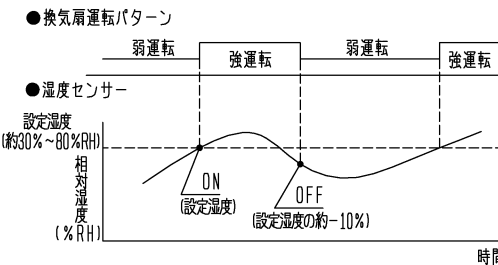 ●換気扇運転パターン
弱運転 強運転 弱運転 強運転
●湿度センサー
設定湿度
(約30%~80%RH)
相対湿度
(%RH)
ON
(設定湿度)
OFF
(設定湿度の約-10%)
時間